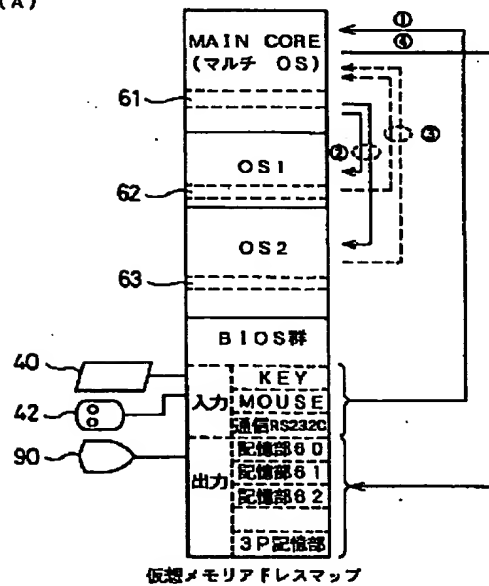 (A)
MAIN CORE
(マルチ OS)
①
④
61
②
③
OS1
62
OS2
63
BIOS群
40
42
90
入力
KEY
MOUSE
通信RS232C
出力
記憶部60
記憶部61
記憶部62
3P記憶部
仮想メモリアドレスマップ